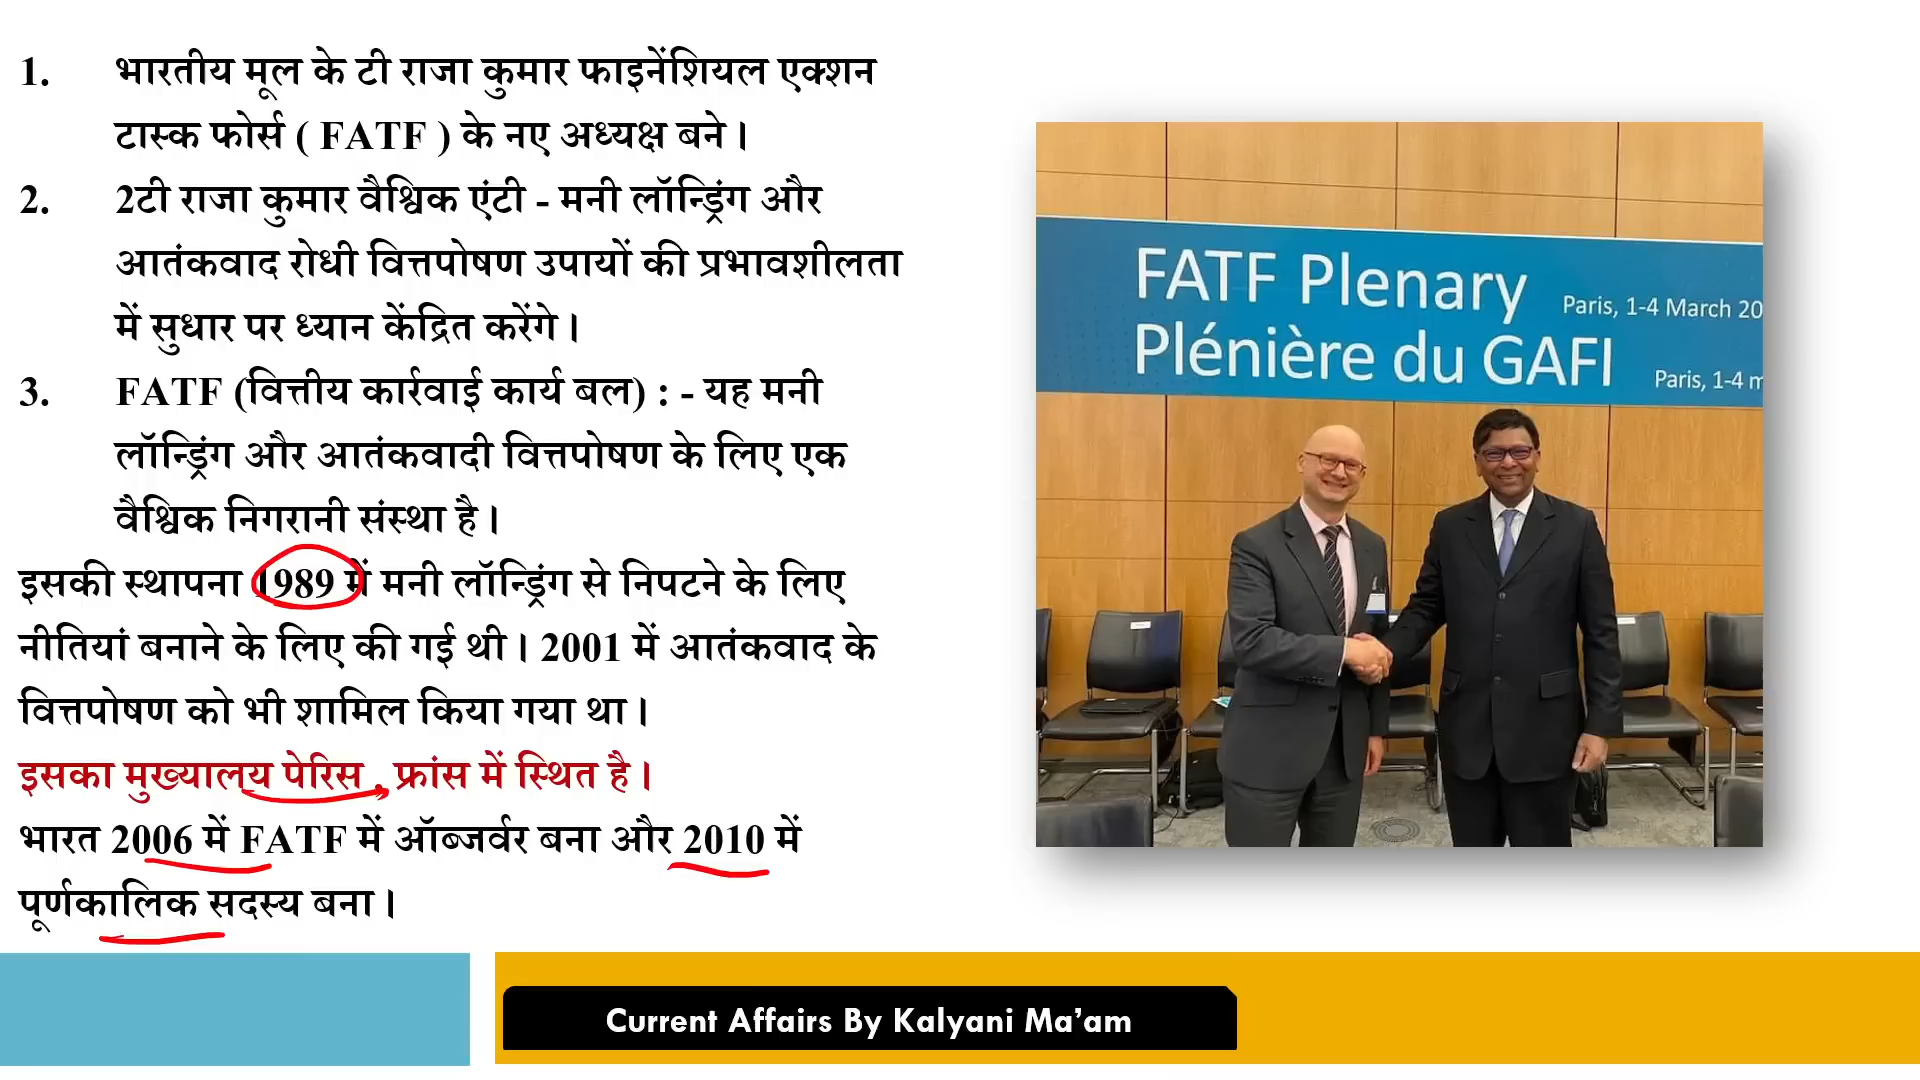 1. भारतीय मूल के टी राजा कुमार फाइनेंशियल एक्शन
टास्क फोर्स ( FATF ) के नए अध्यक्ष बने।
2. 2टी राजा कुमार वैश्विक एंटी - मनी लॉन्ड्रिंग और
आतंकवाद रोधी वित्तपोषण उपायों की प्रभावशीलता
में सुधार पर ध्यान केंद्रित करेंगे।
3. FATF (वित्तीय कार्रवाई कार्य बल) : - यह मनी
लॉन्ड्रिंग और आतंकवादी वित्तपोषण के लिए एक
वैश्विक निगरानी संस्था है।
इसकी स्थापना 1989 में मनी लॉन्ड्रिंग से निपटने के लिए
नीतियां बनाने के लिए की गई थी। 2001 में आतंकवाद के
वित्तपोषण को भी शामिल किया गया था।
इसका मुख्यालय पेरिस , फ्रांस में स्थित है।
भारत 2006 में FATF में ऑब्जर्वर बना और 2010 में
पूर्णकालिक सदस्य बना।
FATF Plenary
Paris, 1-4 March 20
Plénière du GAFI
Paris, 1-4 m
Current Affairs By Kalyani Ma’am